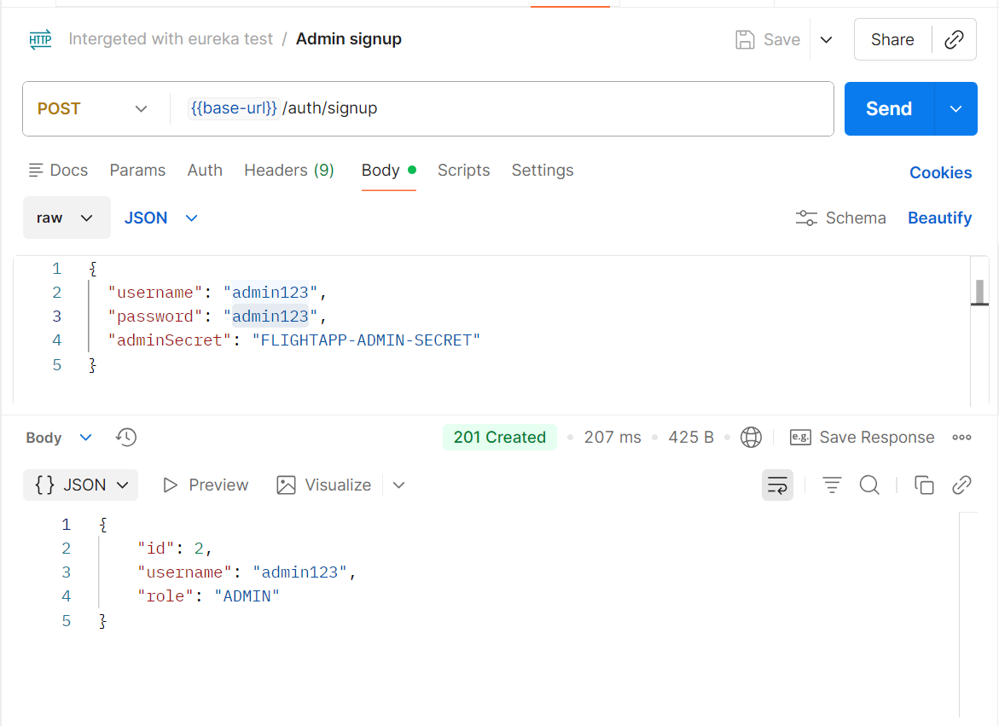 HTTP Intergeted with eureka test / Admin signup Save Share
POST {{base-url}} /auth/signup Send
Docs Params Auth Headers (9) Body Scripts Settings Cookies
raw JSON Schema Beautify
1 {
2 "username": "admin123",
3 "password": "admin123",
4 "adminSecret": "FLIGHTAPP-ADMIN-SECRET"
5 }
Body 201 Created • 207 ms • 425 B • e.g. Save Response
{} JSON Preview Visualize
1 {
2 "id": 2,
3 "username": "admin123",
4 "role": "ADMIN"
5 }